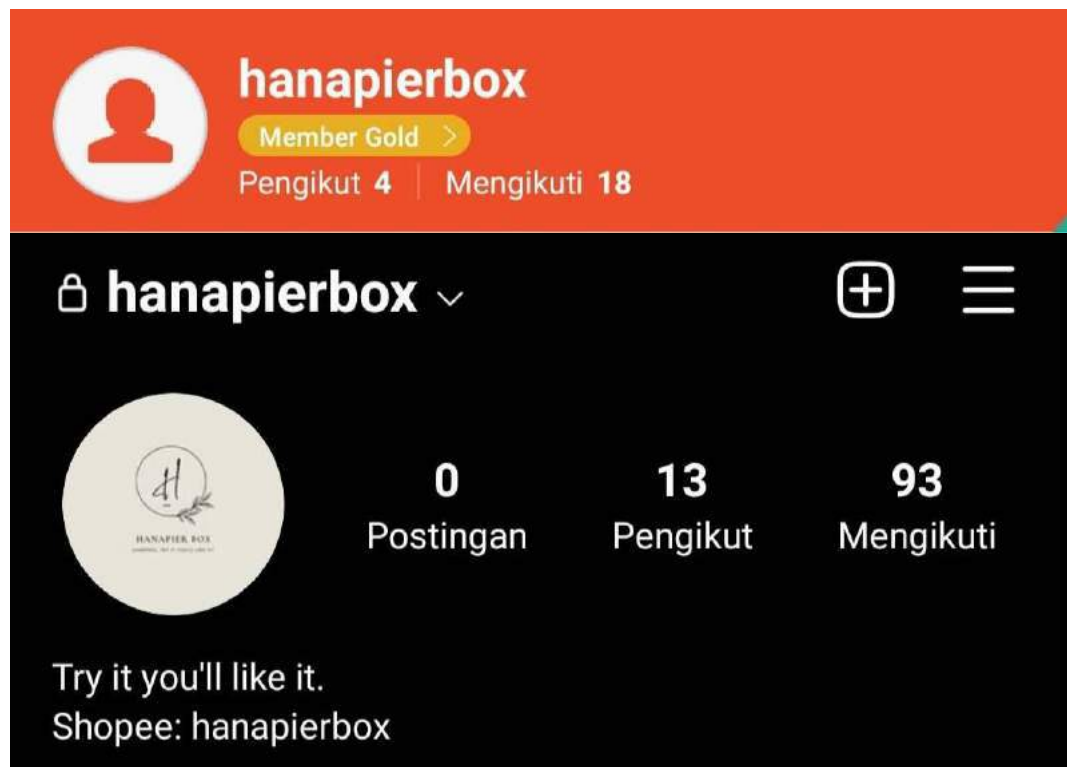 hanapierbox
Member Gold >
Pengikut 4 | Mengikuti 18
hanapierbox
0 13 93
Postingan Pengikut Mengikuti
HANAPIER BOX
Try it you'll like it.
Shopee: hanapierbox